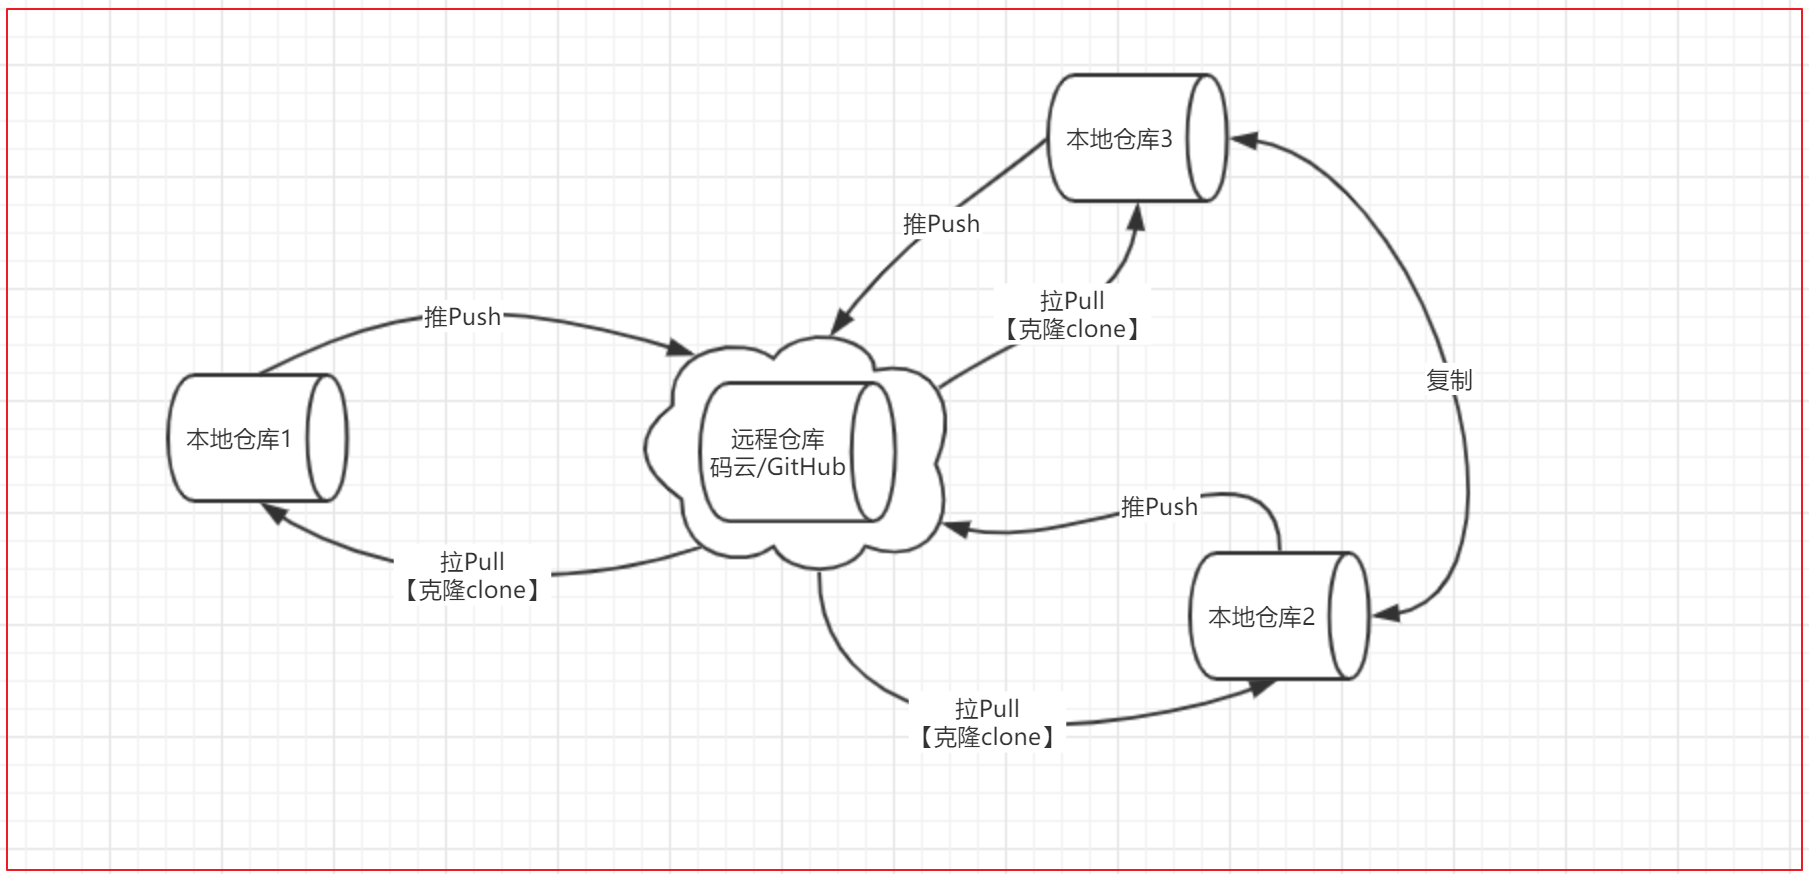 本地仓库3
推Push
拉Pull
【克隆clone】
推Push
复制
本地仓库1
远程仓库
码云/GitHub
推Push
拉Pull
【克隆clone】
本地仓库2
拉Pull
【克隆clone】